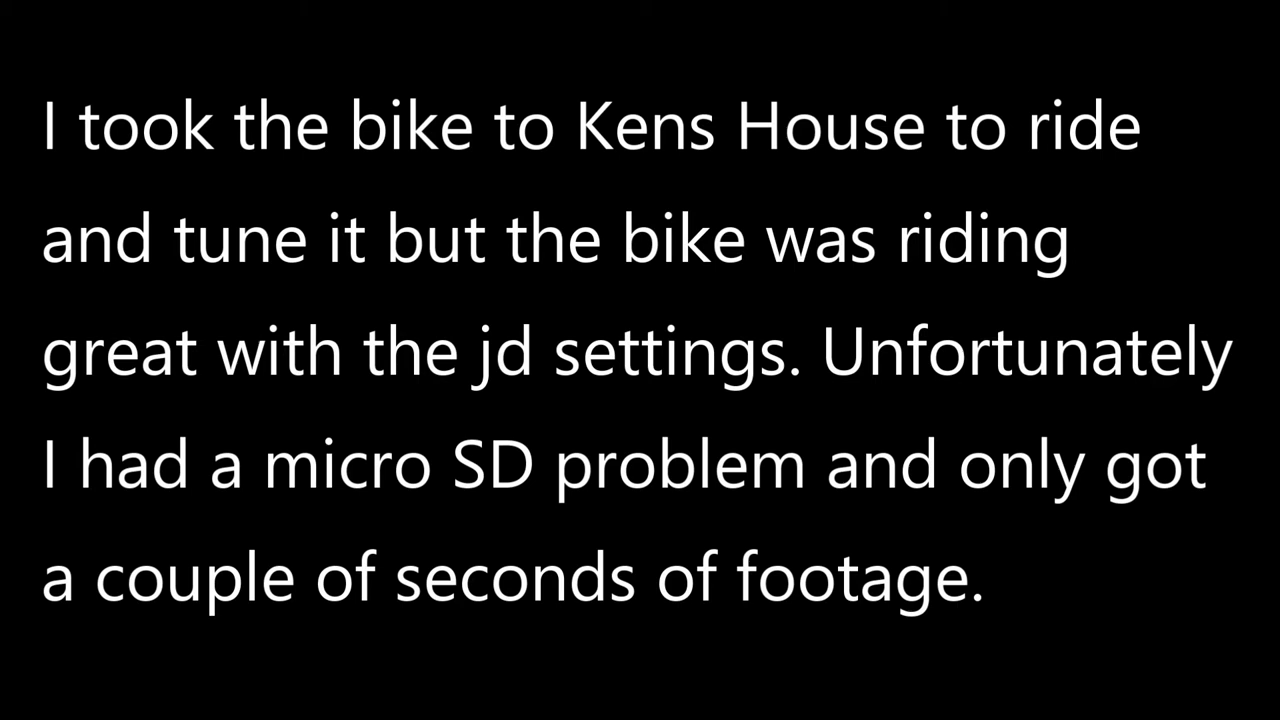 I took the bike to Kens House to ride
and tune it but the bike was riding
great with the jd settings. Unfortunately
I had a micro SD problem and only got
a couple of seconds of footage.